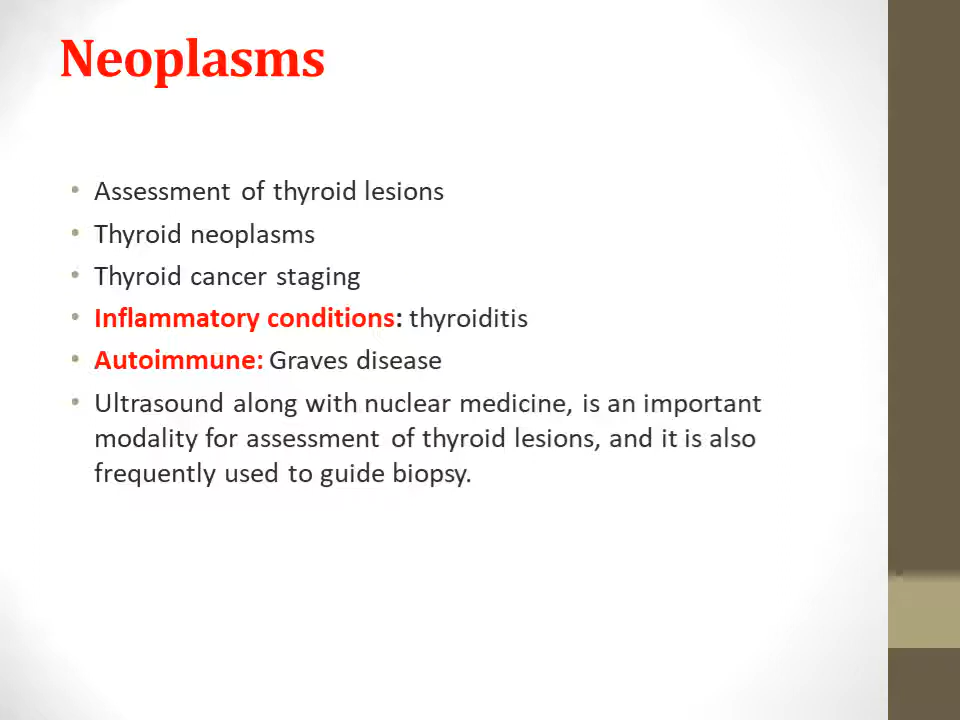 Neoplasms
• Assessment of thyroid lesions
• Thyroid neoplasms
• Thyroid cancer staging
• Inflammatory conditions: thyroiditis
• Autoimmune: Graves disease
• Ultrasound along with nuclear medicine, is an important
modality for assessment of thyroid lesions, and it is also
frequently used to guide biopsy.